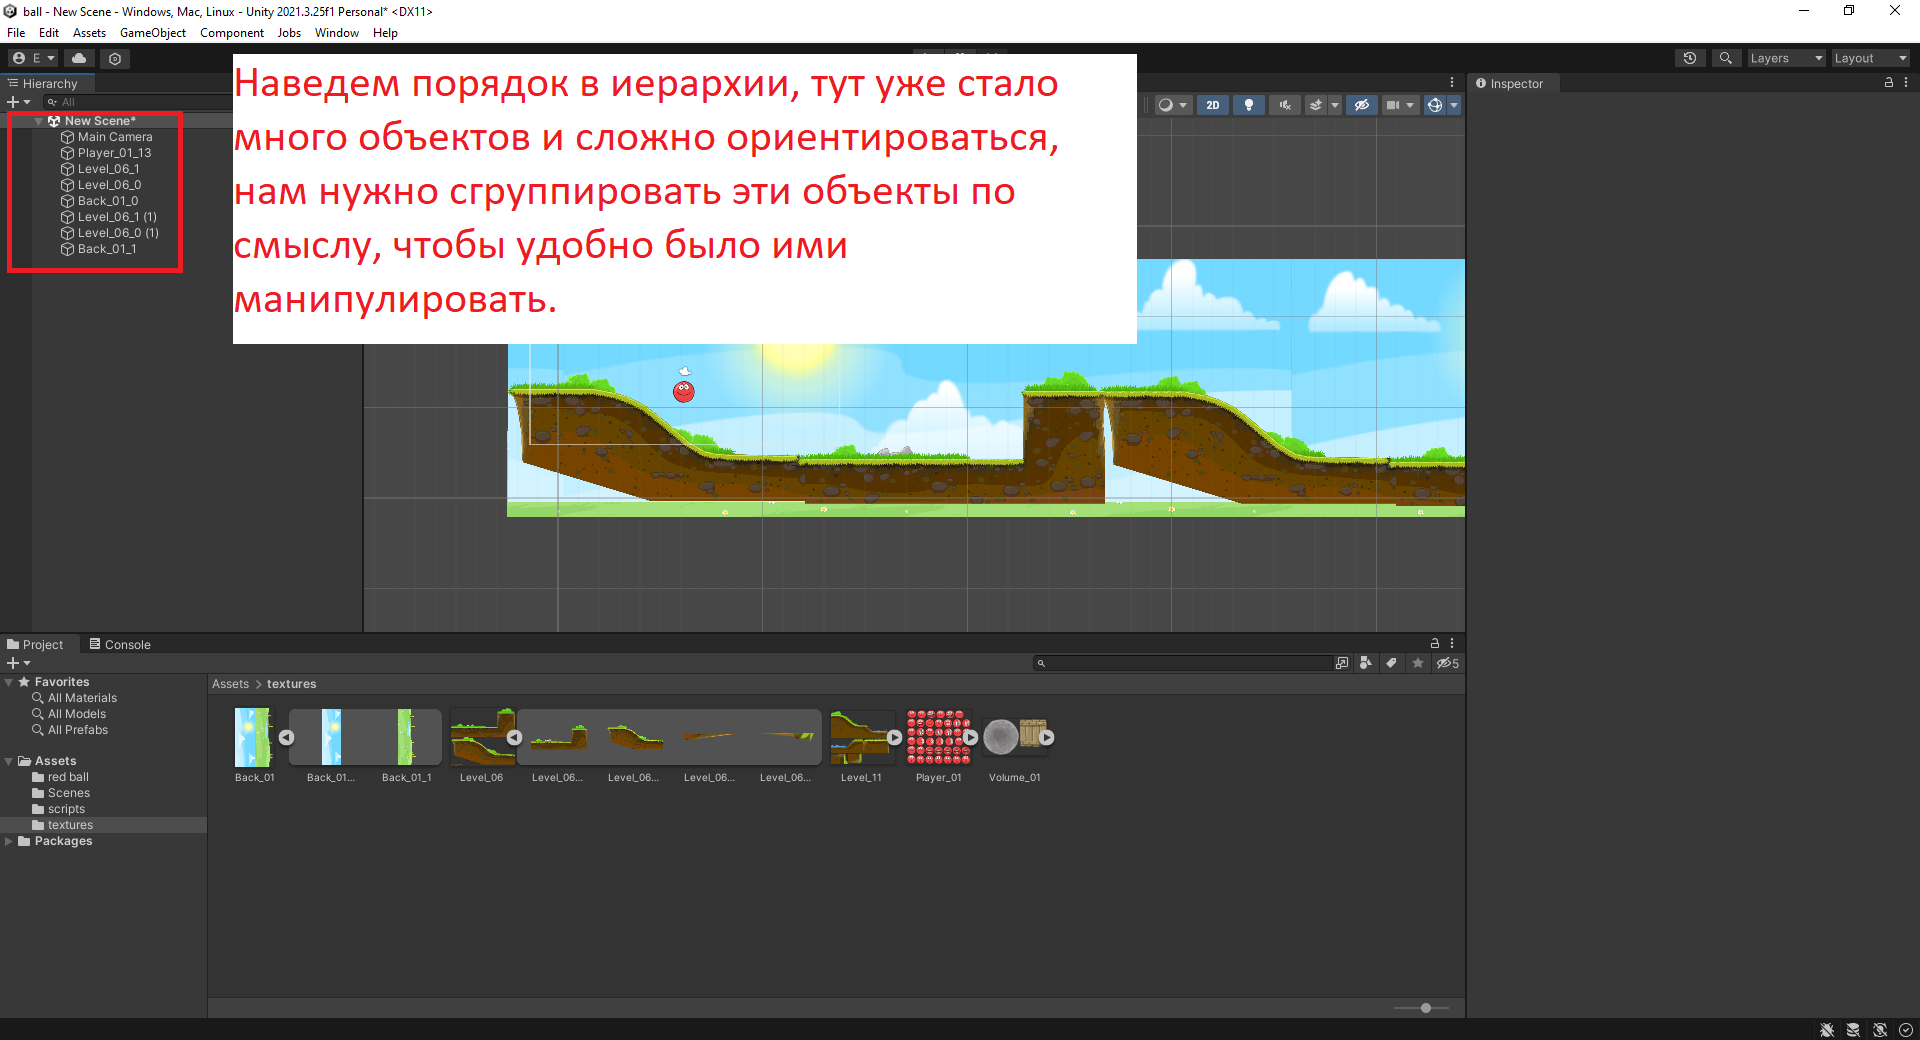 ball - New Scene - Windows, Mac, Linux - Unity 2021.3.25f1 Personal* <DX11>
File Edit Assets GameObject Component Jobs Window Help
E
Layers
Layout
Hierarchy
All
New Scene*
Main Camera
Player_01_13
Level_06_1
Level_06_0
Back_01_0
Level_06_1 (1)
Level_06_0 (1)
Back_01_1
Наведем порядок в иерархии, тут уже стало
много объектов и сложно ориентироваться,
нам нужно сгруппировать эти объекты по
смыслу, чтобы удобно было ими
манипулировать.
2D
Inspector
Project
Console
5
Favorites
All Materials
All Models
All Prefabs
Assets
red ball
Scenes
scripts
textures
Packages
Assets > textures
Back_01
Back_01...
Back_01_1
Level_06
Level_06...
Level_06...
Level_06...
Level_06...
Level_11
Player_01
Volume_01